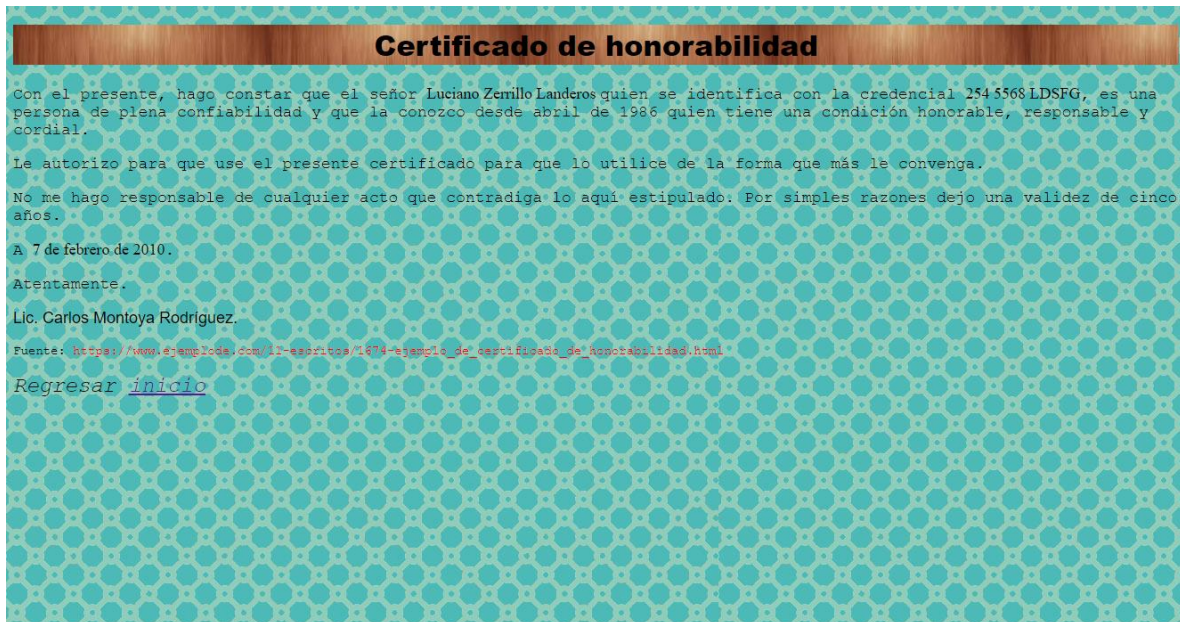 Certificado de honorabilidad
Con el presente, hago constar que el señor Luciano Zerrillo Landeros quien se identifica con la credencial 254 5568 LDSFG, es una
persona de plena confiabilidad y que la conozco desde abril de 1986 quien tiene una condición honorable, responsable y
cordial.
Le autorizo para que use el presente certificado para que lo utilice de la forma que más le convenga.
No me hago responsable de cualquier acto que contradiga lo aquí estipulado. Por simples razones dejo una validez de cinco
años.
A 7 de febrero de 2010.
Atentamente.
Lic. Carlos Montoya Rodríguez.
Fuente: https://www.ejemplode.com/11-escritos/1674-ejemplo_de_certificado_de_honorabilidad.html
Regresar inicio